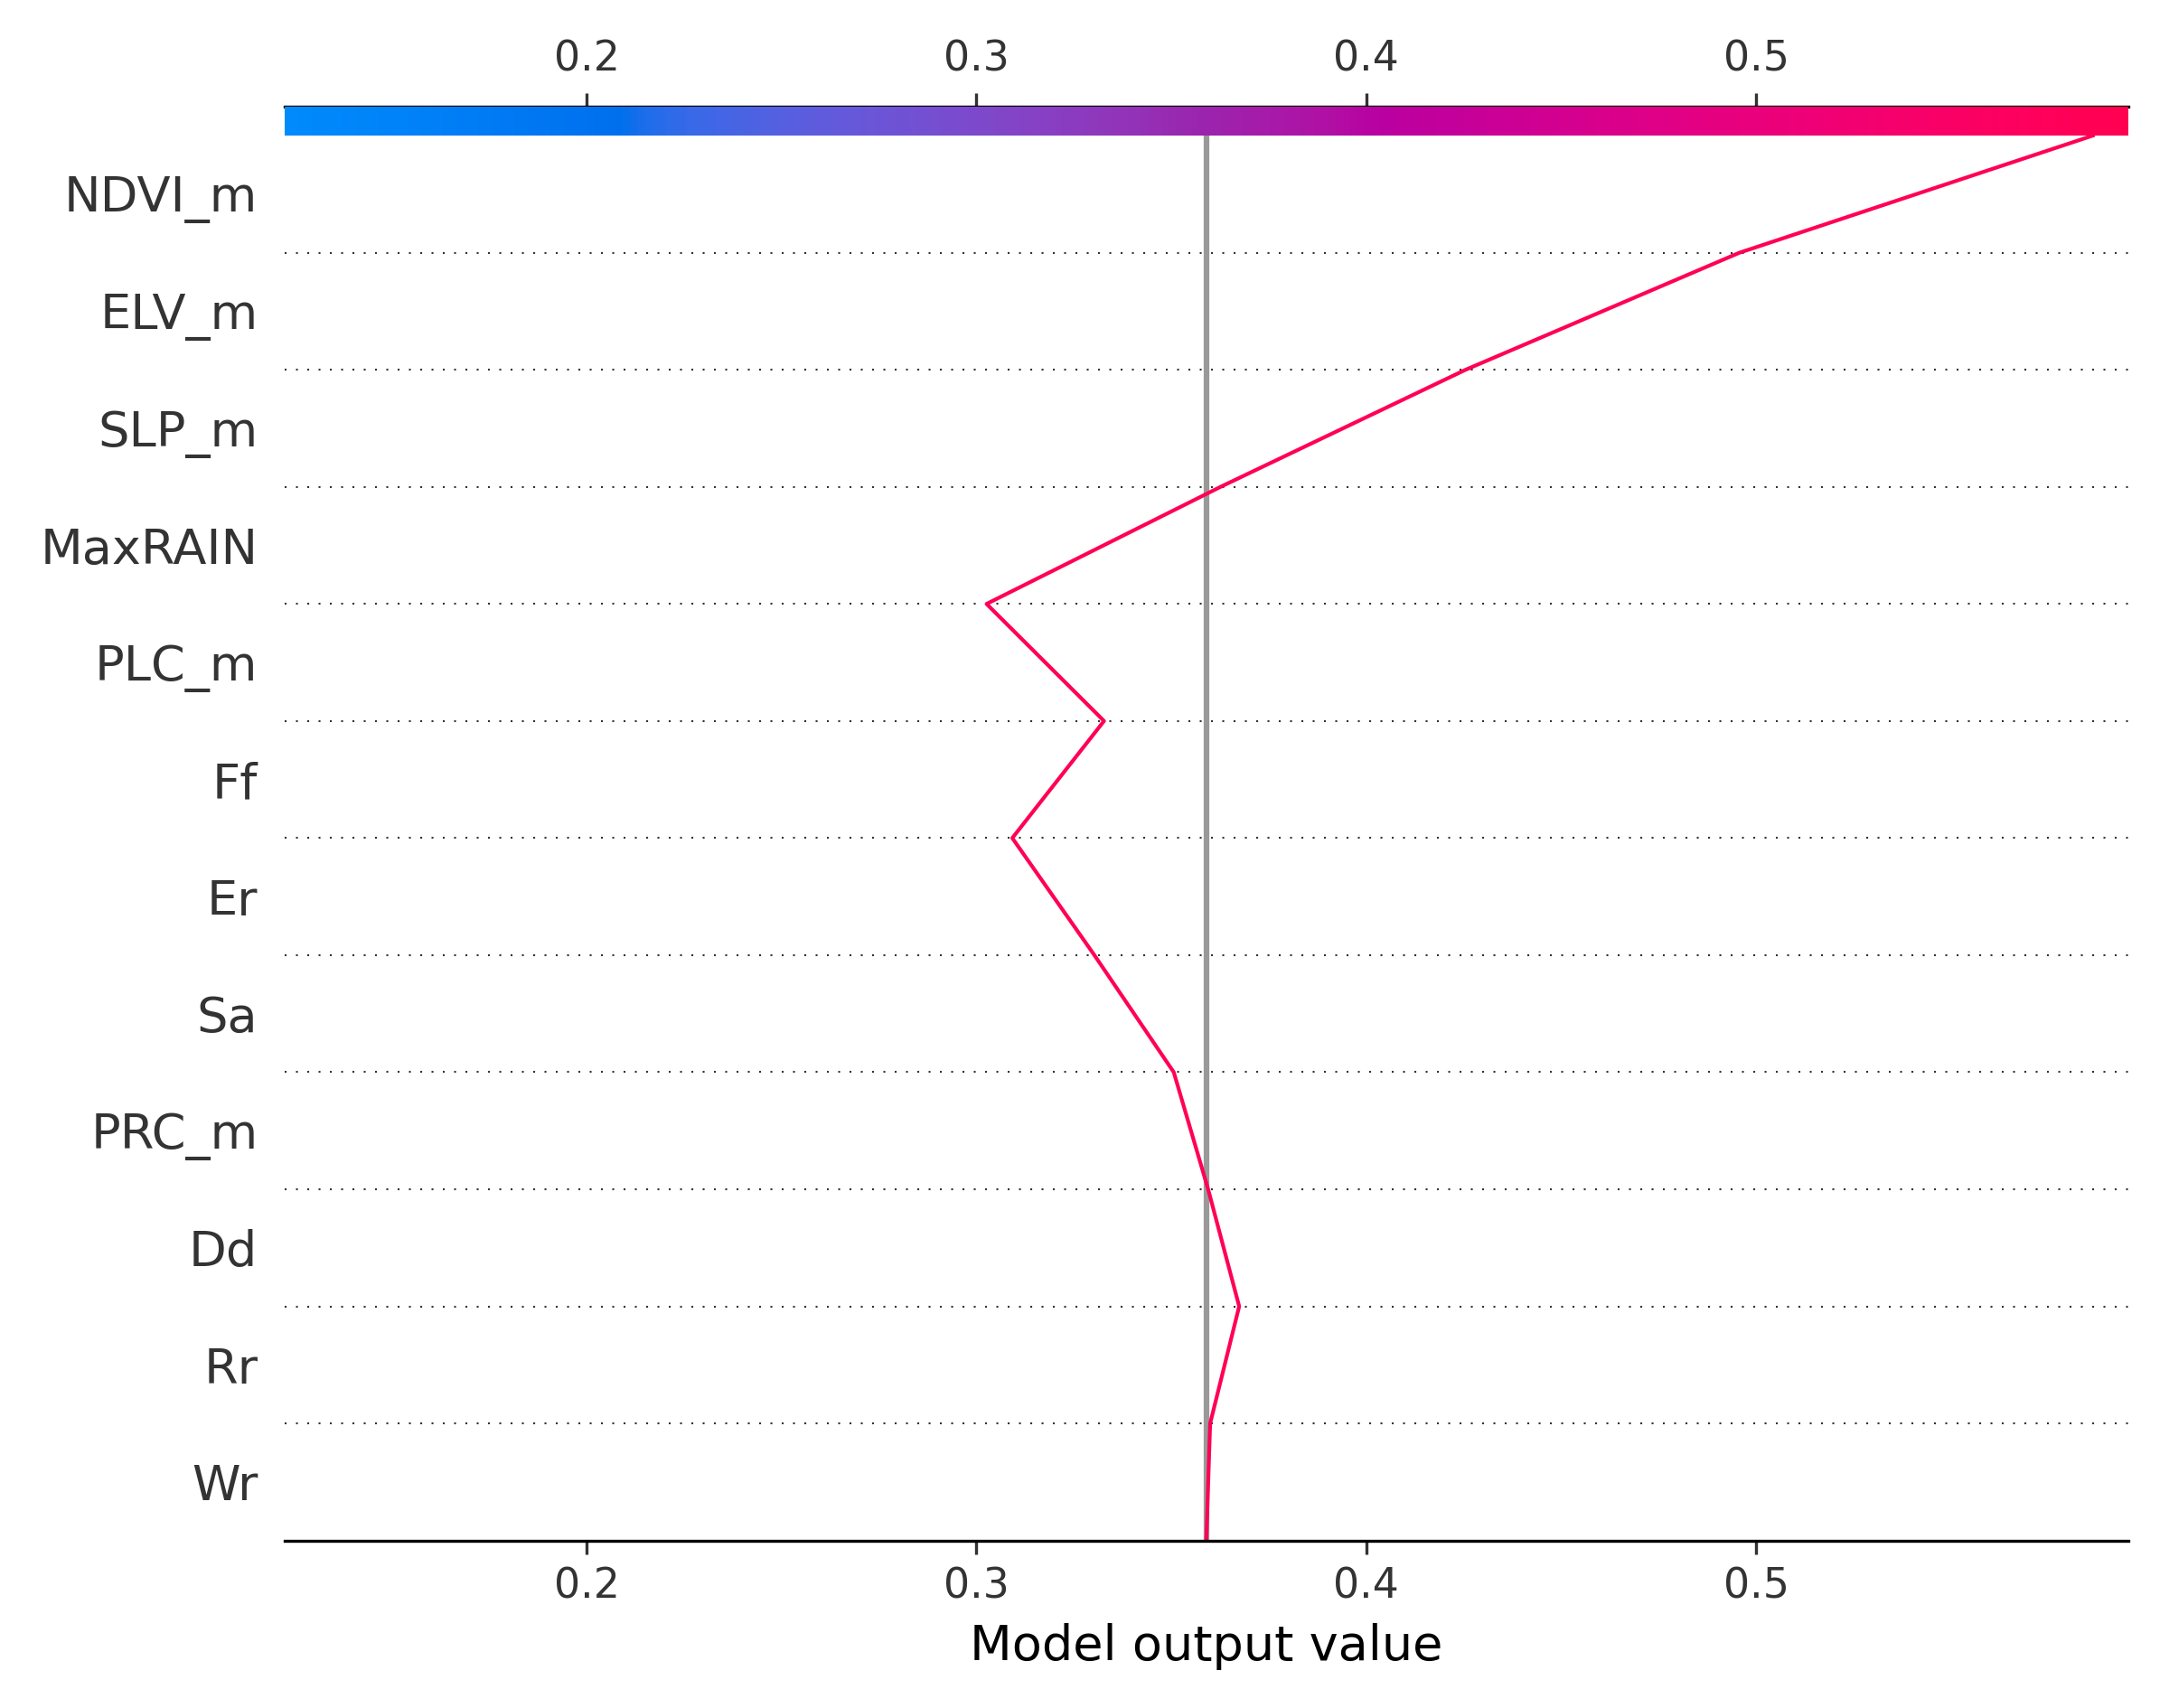 0.2 0.3 0.4 0.5
NDVI_m
ELV_m
SLP_m
MaxRAIN
PLC_m
Ff
Er
Sa
PRC_m
Dd
Rr
Wr
0.2 0.3 0.4 0.5
Model output value